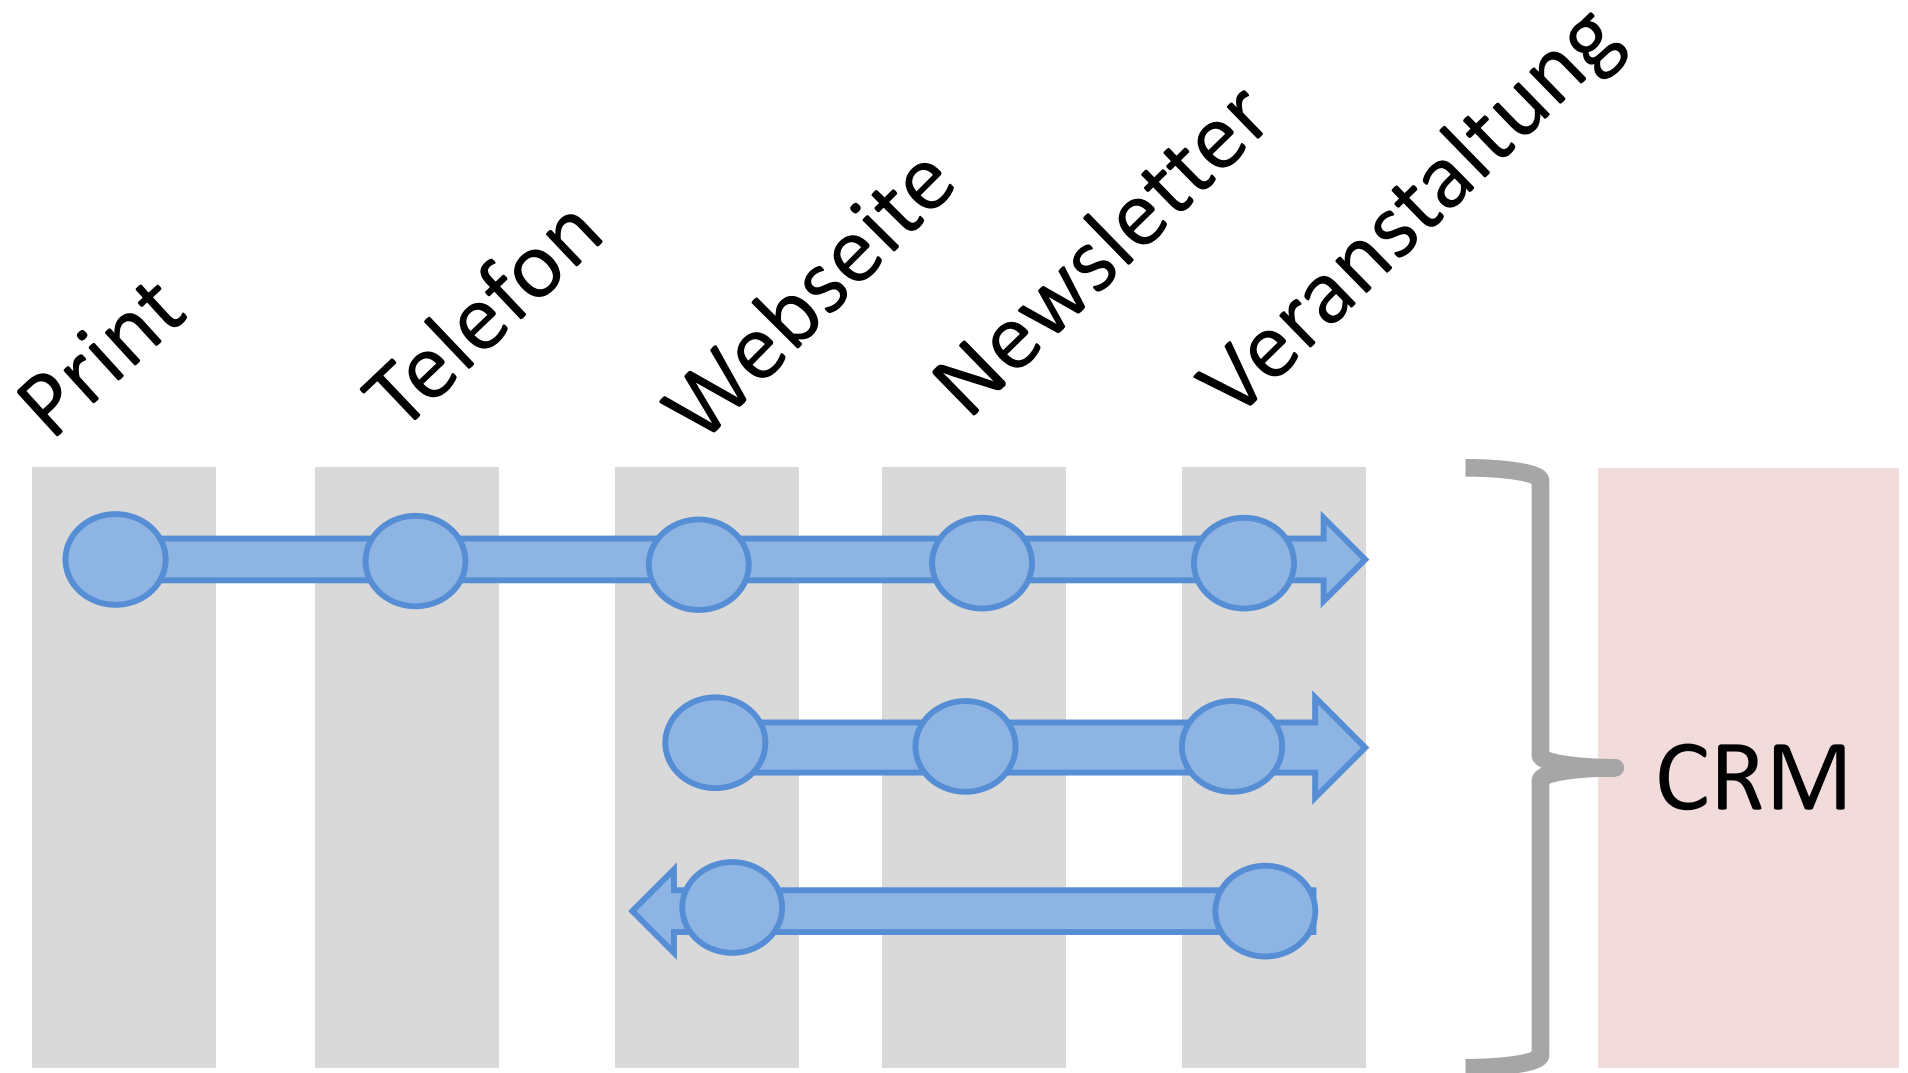 Print
Telefon
Webseite
Newsletter
Veranstaltung
CRM